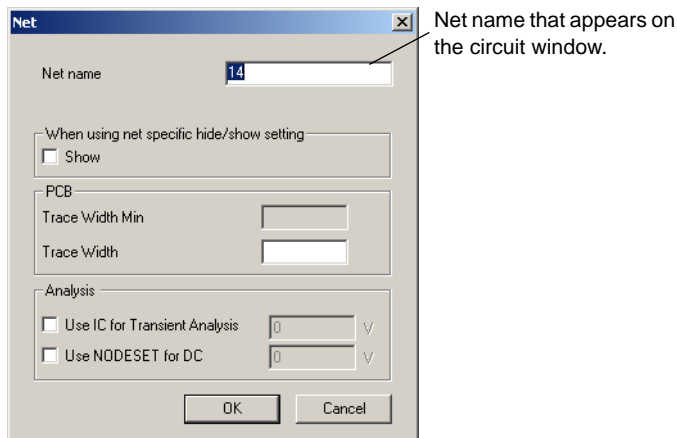 Net
Net name that appears on
the circuit window.
Net name 14
When using net specific hide/show setting
Show
PCB
Trace Width Min
Trace Width
Analysis
Use IC for Transient Analysis 0 V
Use NODESET for DC 0 V
OK Cancel